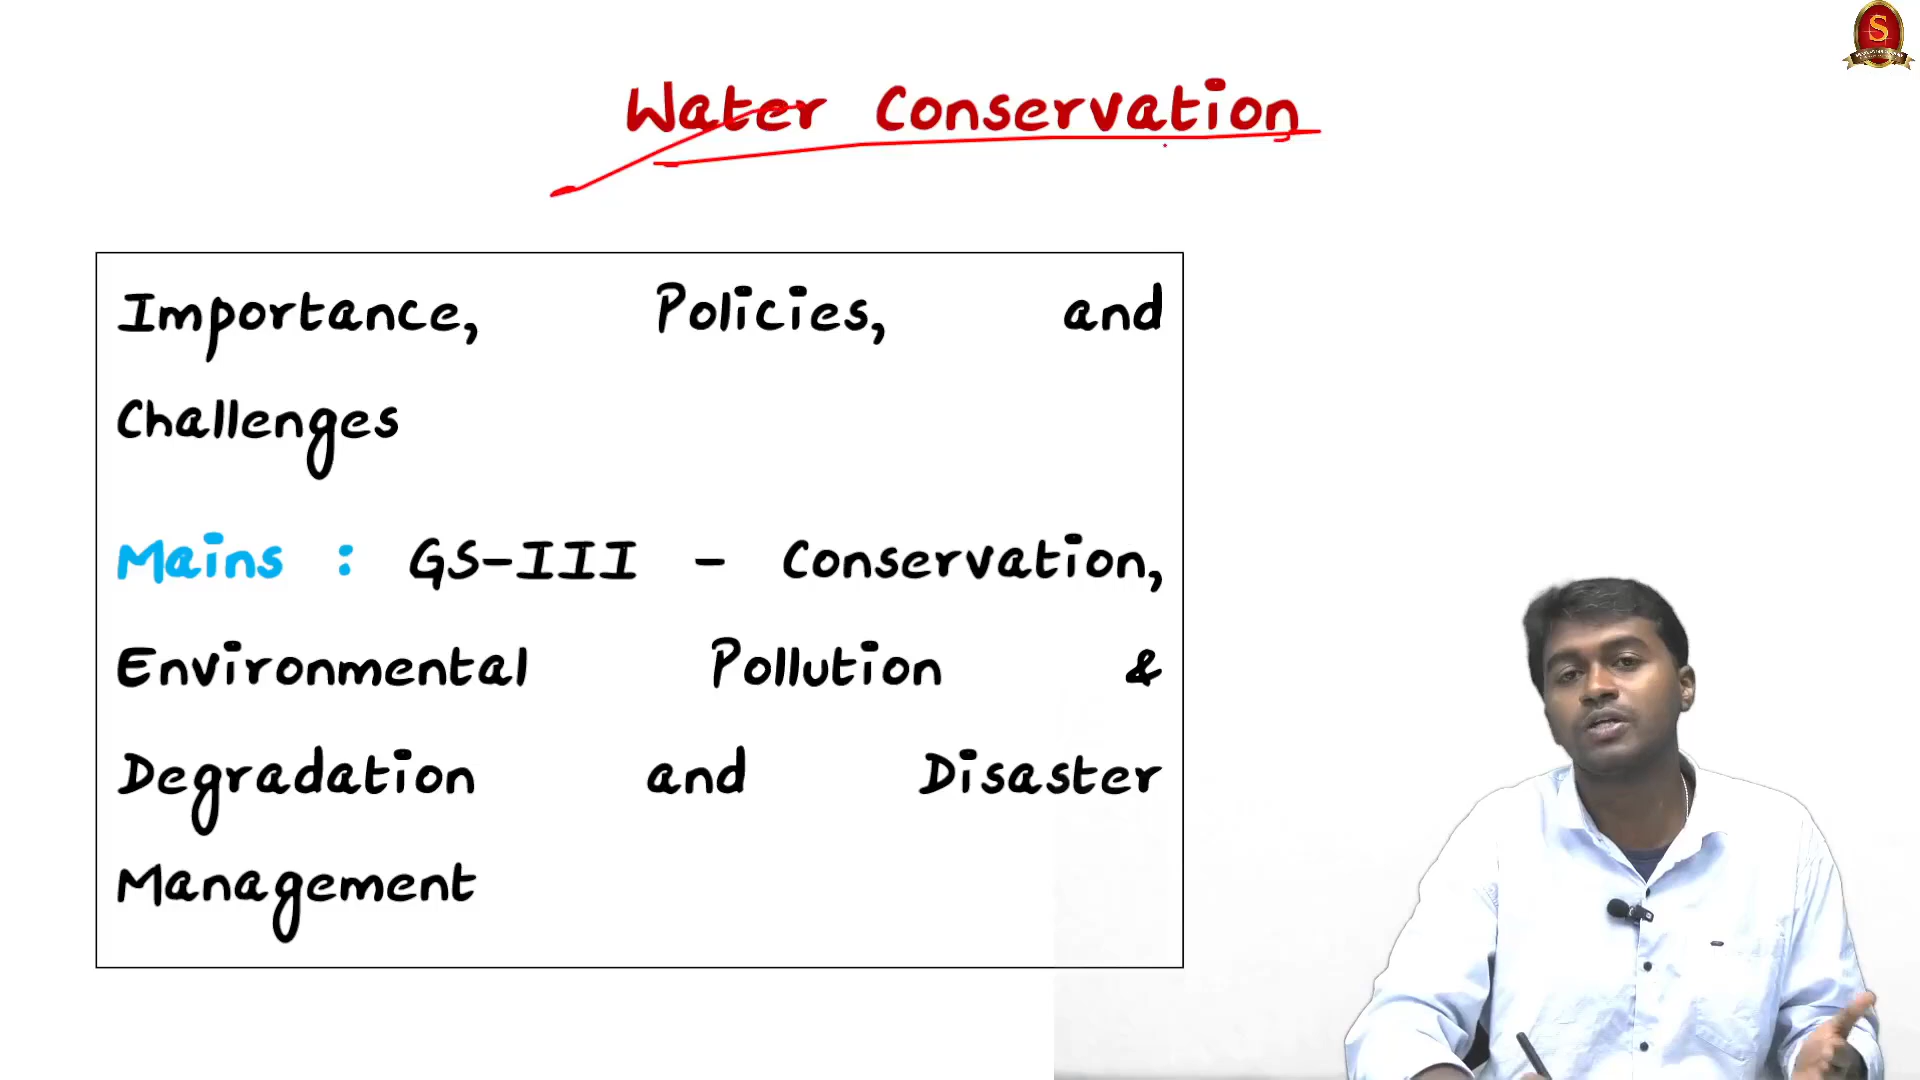 Water Conservation
Importance, Policies, and
Challenges
Mains : GS-III - Conservation,
Environmental Pollution &
Degradation and Disaster
Management
S